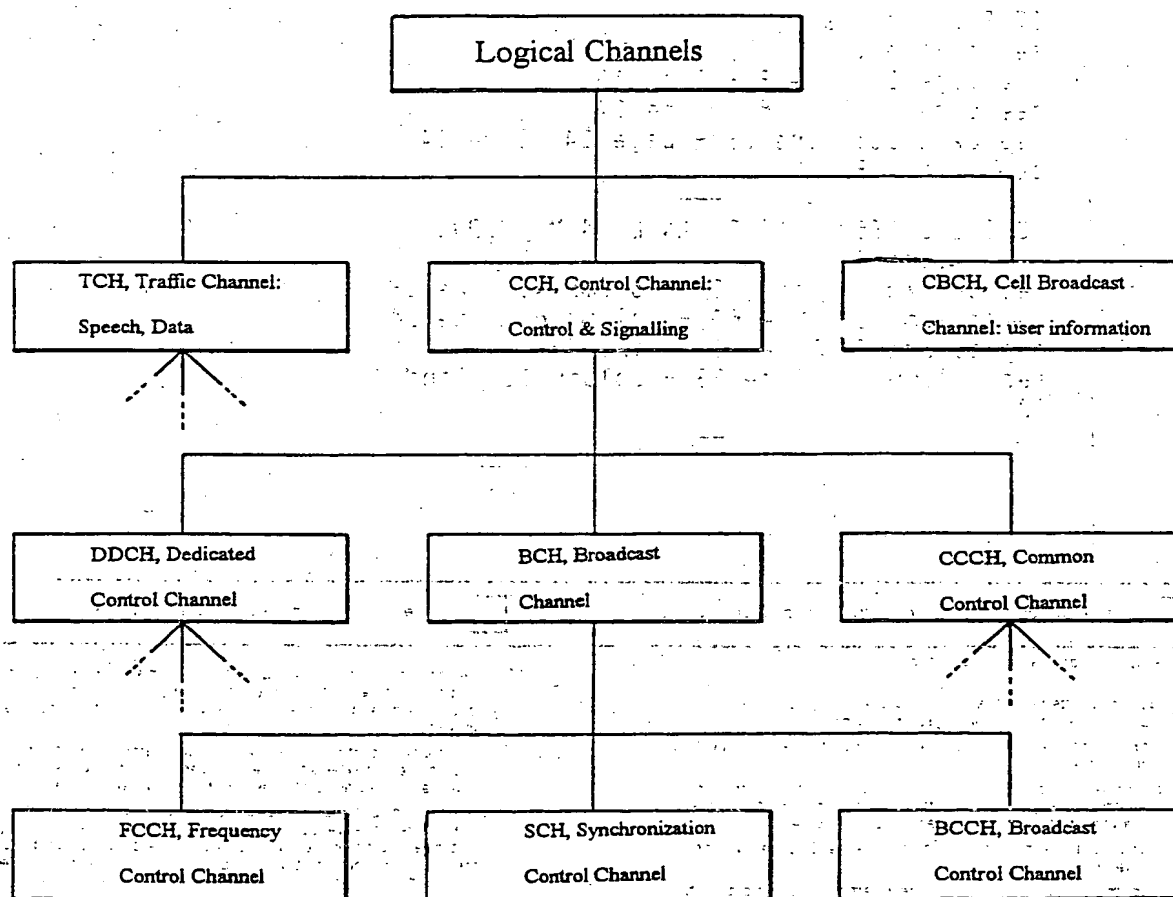 Logical Channels
TCH, Traffic Channel:
Speech, Data
CCH, Control Channel:
Control & Signalling
CBCH, Cell Broadcast
Channel: user information
DDCH, Dedicated
Control Channel
BCH, Broadcast
Channel
CCCH, Common
Control Channel
FCCH, Frequency
Control Channel
SCH, Synchronization
Control Channel
BCCH, Broadcast
Control Channel